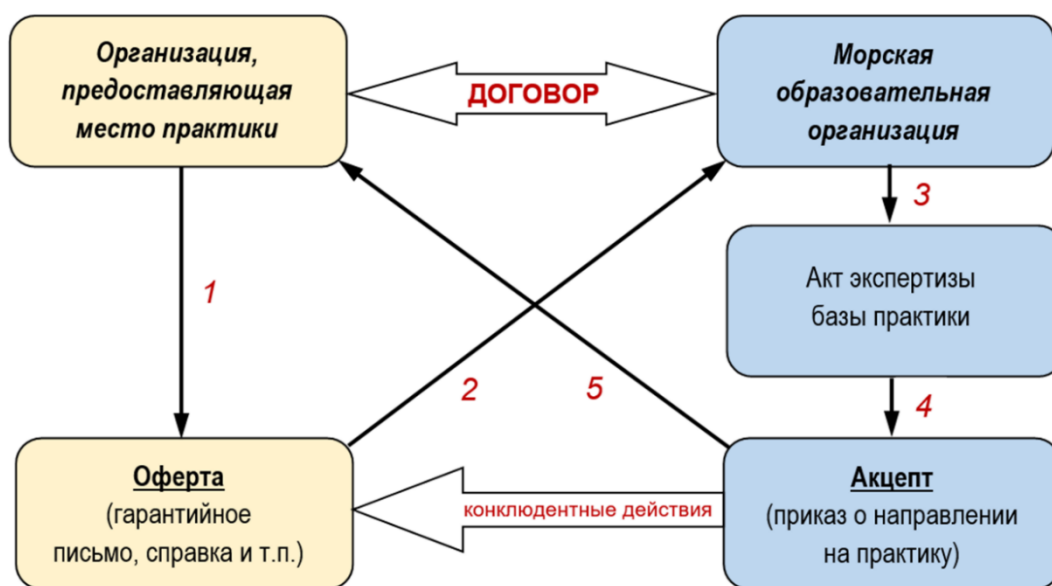 Организация,
предоставляющая
место практики
ДОГОВОР
Морская
образовательная
организация
3
Акт экспертизы
базы практики
1
2
5
4
Оферта
(гарантийное
письмо, справка и т.п.)
конклюдентные действия
Акцепт
(приказ о направлении
на практику)